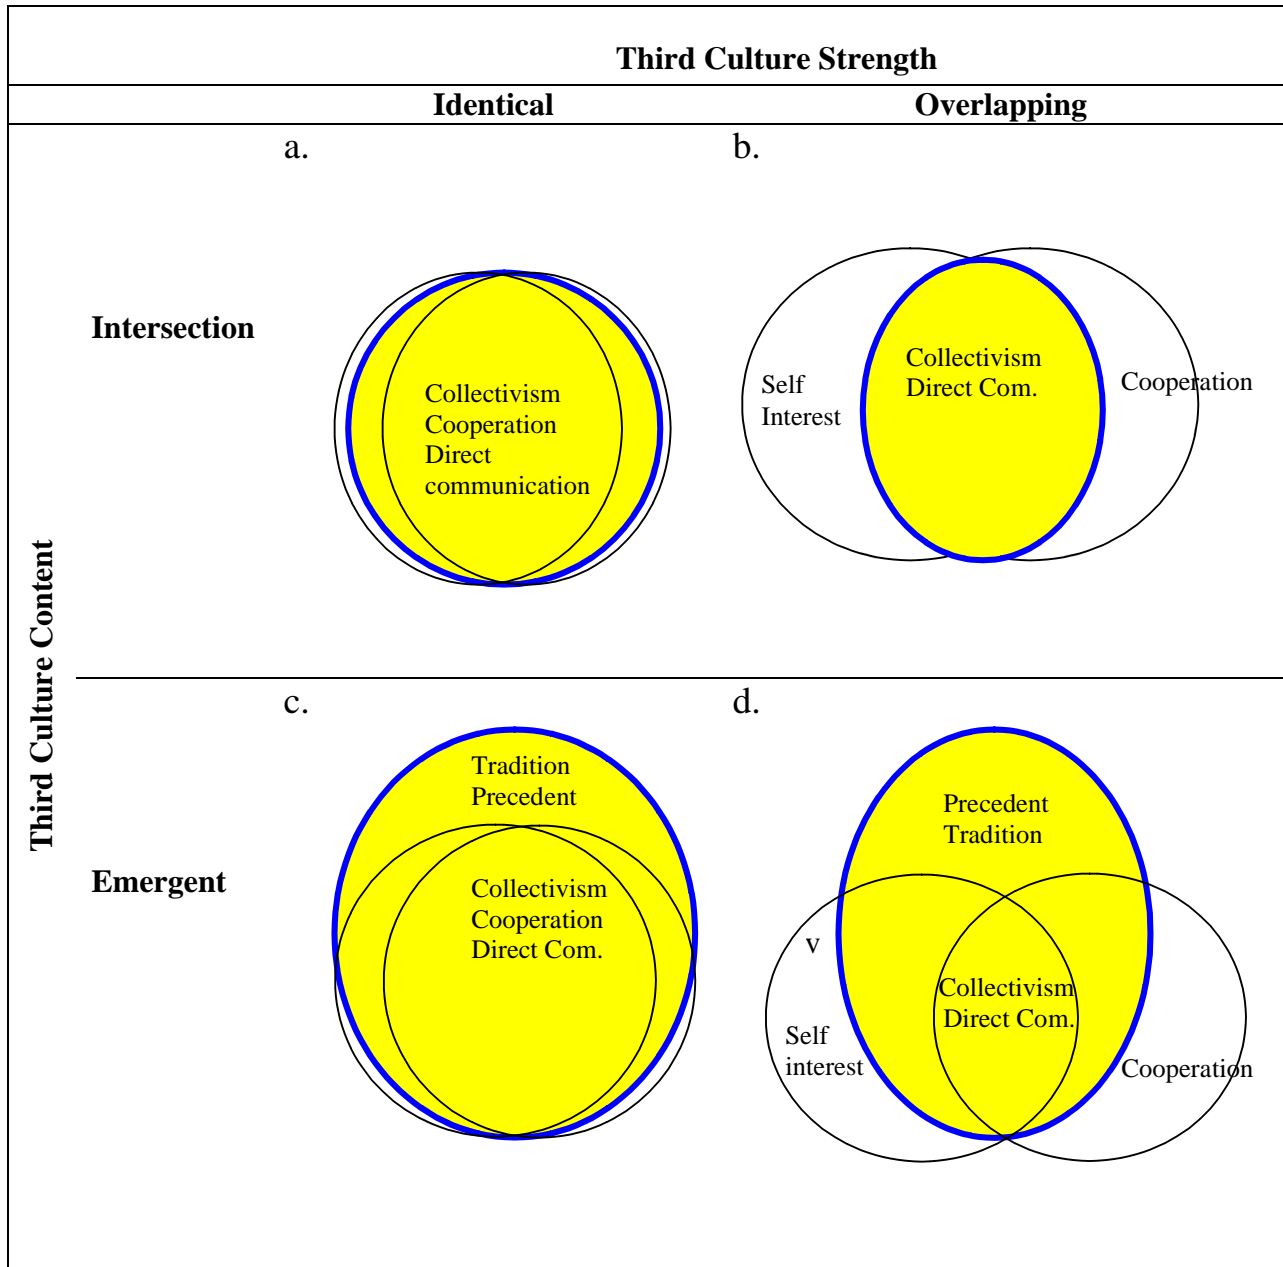 Third Culture Strength
Identical
Overlapping
a.
b.
Intersection
Collectivism
Cooperation
Direct
communication
Self
Interest
Collectivism
Direct Com.
Cooperation
Third Culture Content
c.
d.
Emergent
Tradition
Precedent
Collectivism
Cooperation
Direct Com.
Precedent
Tradition
v
Collectivism
Direct Com.
Self
interest
Cooperation